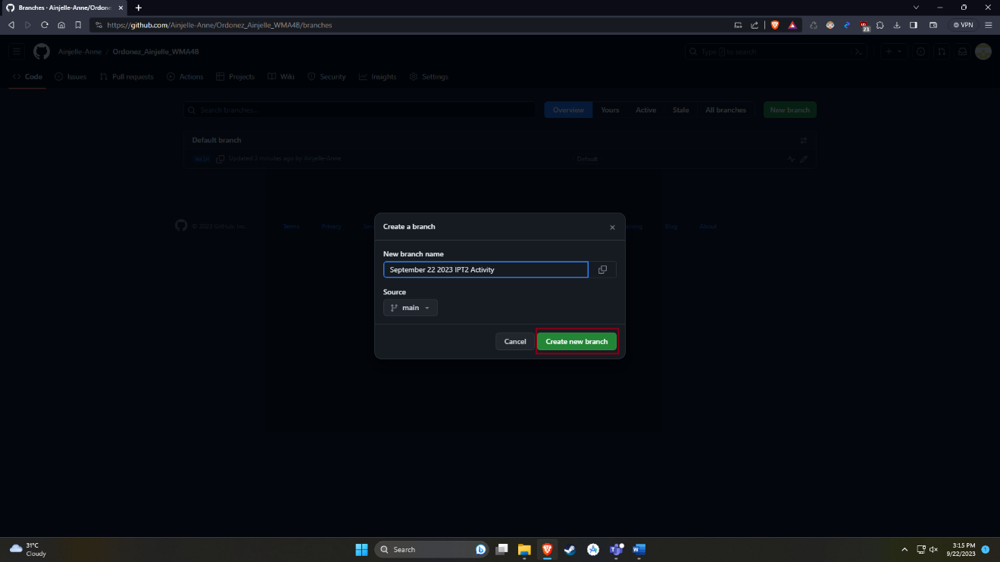 Branches · Ainjelle-Anne/Ordone
https://github.com/Ainjelle-Anne/Ordonez_Ainjelle_WMA4B/branches
23
VPN
Ainjelle-Anne / Ordonez_Ainjelle_WMA4B
Type / to search
Code Issues Pull requests Actions Projects Wiki Security Insights Settings
Search branches...
Overview Yours Active Stale All branches New branch
Default branch
main Updated 3 minutes ago by Ainjelle-Anne Default
© 2023 GitHub, Inc. Terms Privacy Blog About
Create a branch
New branch name
September 22 2023 IPT2 Activity
Source
main
Cancel Create new branch
31°C
Cloudy
Search
3:15 PM
9/22/2023
1